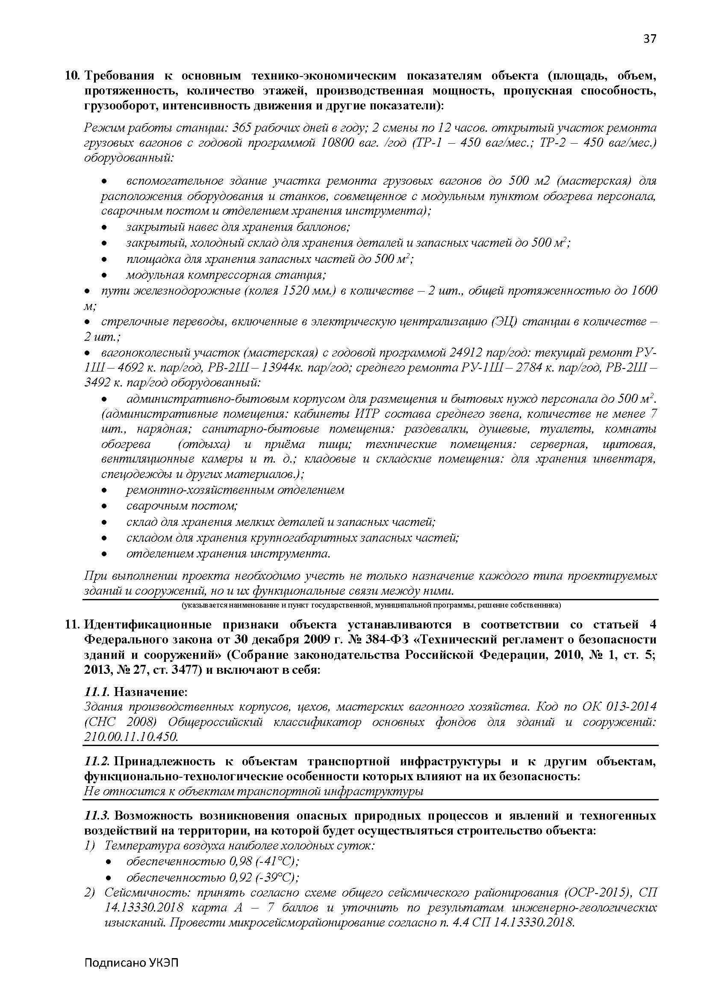 37
10. Требования к основным технико-экономическим показателям объекта (площадь, объем,
протяженность, количество этажей, производственная мощность, пропускная способность,
грузооборот, интенсивность движения и другие показатели):
Режим работы станции: 365 рабочих дней в году; 2 смены по 12 часов. открытый участок ремонта
грузовых вагонов с годовой программой 10800 ваг. /год (ТР-1 – 450 ваг/мес.; ТР-2 – 450 ваг/мес.)
оборудованный:
• вспомогательное здание участка ремонта грузовых вагонов до 500 м2 (мастерская) для
расположения оборудования и станков, совмещенное с модульным пунктом обогрева персонала,
сварочным постом и отделением хранения инструмента);
• закрытый навес для хранения баллонов;
• закрытый, холодный склад для хранения деталей и запасных частей до 500 м²;
• площадка для хранения запасных частей до 500 м²;
• модульная компрессорная станция;
• пути железнодорожные (колея 1520 мм.) в количестве – 2 шт., общей протяженностью до 1600
м;
• стрелочные переводы, включенные в электрическую централизацию (ЭЦ) станции в количестве –
2 шт.;
• вагоноколесный участок (мастерская) с годовой программой 24912 пар/год: текущий ремонт РУ-
1Ш – 4692 к. пар/год, РВ-2Ш – 13944к. пар/год; среднего ремонта РУ-1Ш – 2784 к. пар/год, РВ-2Ш –
3492 к. пар/год оборудованный:
• административно-бытовым корпусом для размещения и бытовых нужд персонала до 500 м².
(административные помещения: кабинеты ИТР состава среднего звена, количестве не менее 7
шт., нарядная; санитарно-бытовые помещения: раздевалки, душевые, туалеты, комнаты
обогрева (отдыха) и приёма пищи; технические помещения: серверная, щитовая,
вентиляционные камеры и т. д.; кладовые и складские помещения: для хранения инвентаря,
спецодежды и других материалов.);
• ремонтно-хозяйственным отделением
• сварочным постом;
• склад для хранения мелких деталей и запасных частей;
• складом для хранения крупногабаритных запасных частей;
• отделением хранения инструмента.
При выполнении проекта необходимо учесть не только назначение каждого типа проектируемых
зданий и сооружений, но и их функциональные связи между ними.
(указывается наименование и пункт государственной, муниципальной программы, решение собственника)
11. Идентификационные признаки объекта устанавливаются в соответствии со статьей 4
Федерального закона от 30 декабря 2009 г. № 384-ФЗ «Технический регламент о безопасности
зданий и сооружений» (Собрание законодательства Российской Федерации, 2010, № 1, ст. 5;
2013, № 27, ст. 3477) и включают в себя:
11.1. Назначение:
Здания производственных корпусов, цехов, мастерских вагонного хозяйства. Код по ОК 013-2014
(СНС 2008) Общероссийский классификатор основных фондов для зданий и сооружений:
210.00.11.10.450.
11.2. Принадлежность к объектам транспортной инфраструктуры и к другим объектам,
функционально-технологические особенности которых влияют на их безопасность:
Не относится к объектам транспортной инфраструктуры
11.3. Возможность возникновения опасных природных процессов и явлений и техногенных
воздействий на территории, на которой будет осуществляться строительство объекта:
1) Температура воздуха наиболее холодных суток:
• обеспеченностью 0,98 (-41°С);
• обеспеченностью 0,92 (-39°С);
2) Сейсмичность: принять согласно схеме общего сейсмического районирования (ОСР-2015), СП
14.13330.2018 карта А – 7 баллов и уточнить по результатам инженерно-геологических
изысканий. Провести микросейсморайонирование согласно п. 4.4 СП 14.13330.2018.
Подписано УКЭП